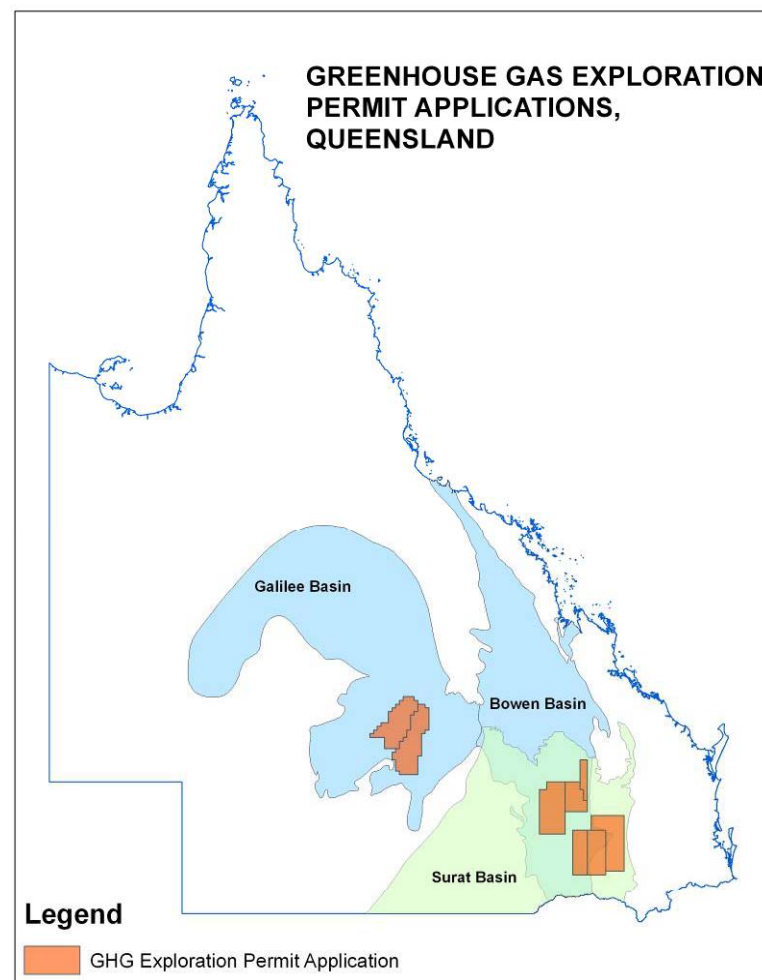 GREENHOUSE GAS EXPLORATION
PERMIT APPLICATIONS,
QUEENSLAND
Galilee Basin
Bowen Basin
Surat Basin
Legend
GHG Exploration Permit Application